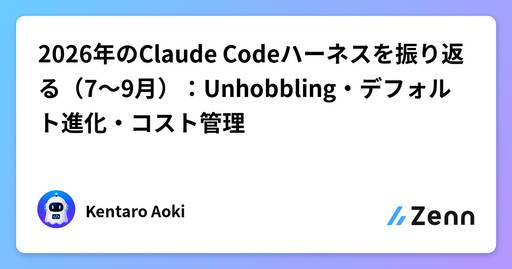 2026年のClaude Codeハーネスを振り返
る（7〜9月）：Unhobbling・デフォル
ト進化・コスト管理
Kentaro Aoki
Zenn